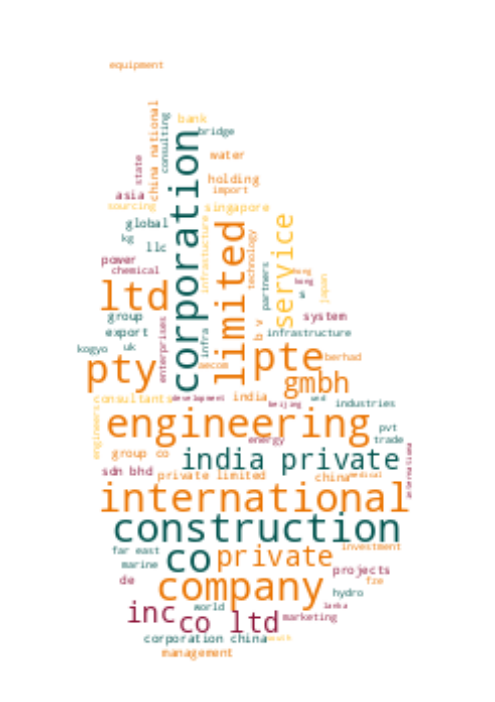 equipment
china national
consulting
bank
bridge
state
water
corporation
holding
asia
import
sourcing
singapore
global
infrastructure
limited
service
kg
llc
technology
power
chemical
partners
hong
kong
japan
ltd
s
group
system
export
enterprises
infra
b v
infrastructure
uk
kogyo
pte
berhad
pty
aecom
gmbh
consultants
development
india
beijing
and
industries
engineers
engineering
pvt
energy
trade
group co
india private
international
sdn bhd
private limited
china
medical
international
construction
far east
co
private
investment
marine
projects
de
company
fze
hydro
inc
world
lanka
co ltd
marketing
corporation china
south
management